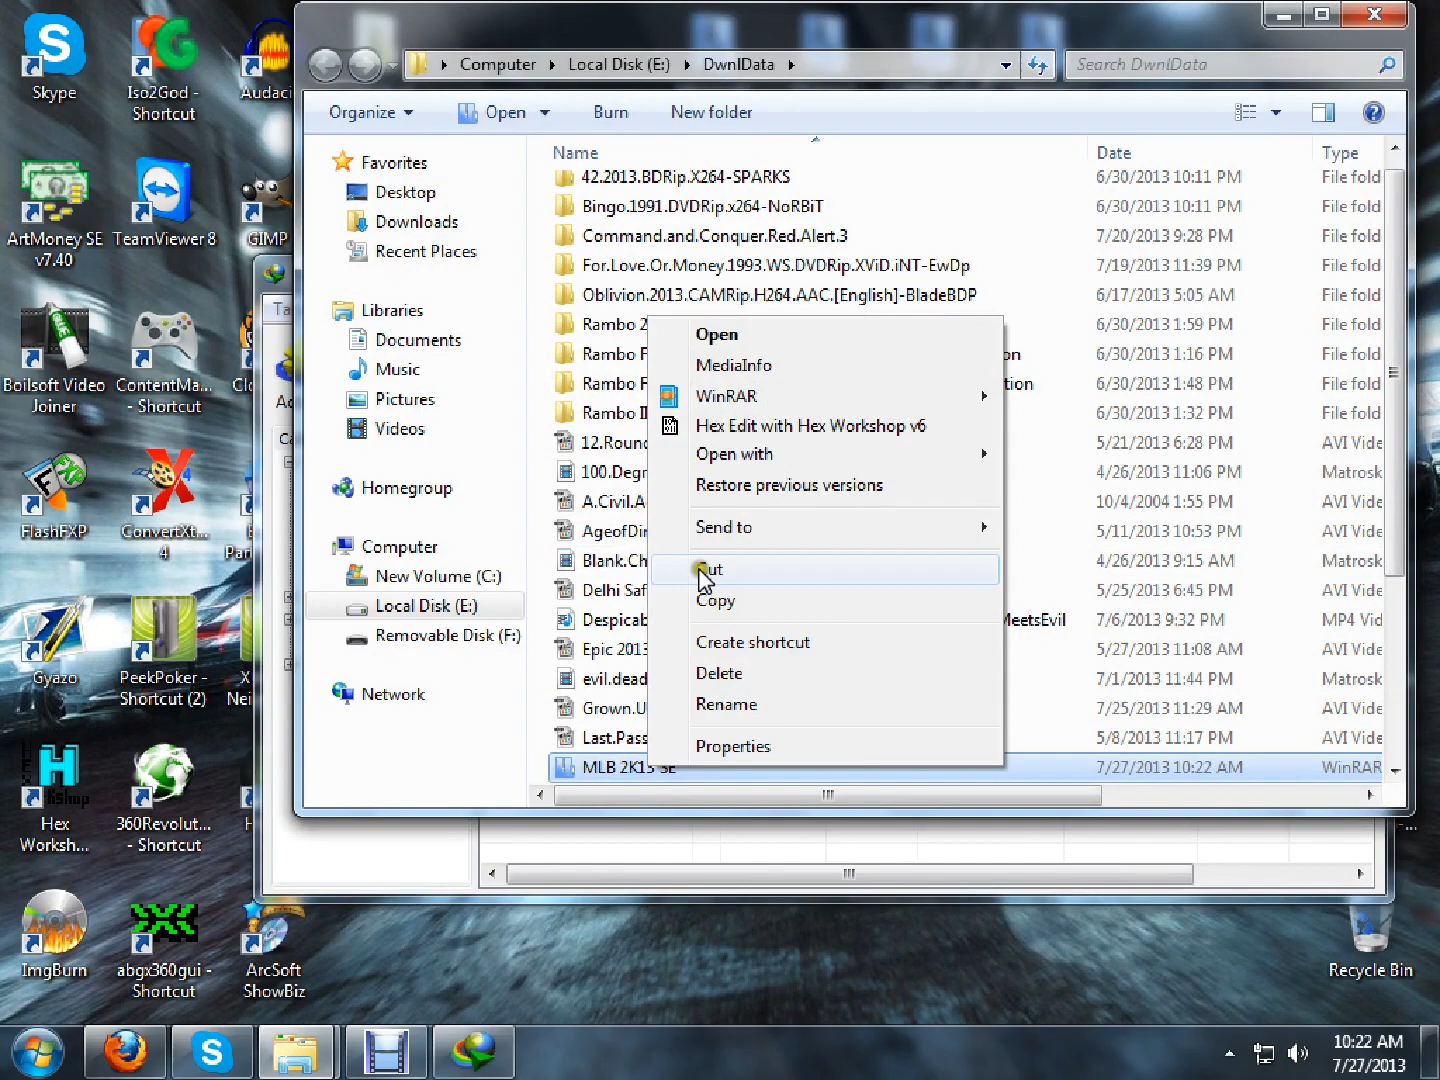 Skype
Iso2God -
Shortcut
Audaci
ArtMoney SE
v7.40
TeamViewer 8
GIMP
Boilsoft Video
Joiner
ContentMa...
- Shortcut
Clo
FlashFXP
ConvertXt...
4
Part
Gyazo
PeekPoker -
Shortcut (2)
X
Nei
Hex
Worksh...
360Revolut...
- Shortcut
H
ImgBurn
abgx360gui -
Shortcut
ArcSoft
ShowBiz
Recycle Bin
Computer
Local Disk (E:)
DwnlData
Search DwnlData
Organize
Open
Burn
New folder
Favorites
Desktop
Downloads
Recent Places
Libraries
Documents
Music
Pictures
Videos
Homegroup
Computer
New Volume (C:)
Local Disk (E:)
Removable Disk (F:)
Network
Name Date Type
42.2013.BDRip.X264-SPARKS 6/30/2013 10:11 PM File fold
Bingo.1991.DVDRip.x264-NoRBiT 6/30/2013 10:11 PM File fold
Command.and.Conquer.Red.Alert.3 7/20/2013 9:28 PM File fold
For.Love.Or.Money.1993.WS.DVDRip.XViD.iNT-EwDp 7/19/2013 11:39 PM File fold
Oblivion.2013.CAMRip.H264.AAC.[English]-BladeBDP 6/17/2013 5:05 AM File fold
Rambo 2 6/30/2013 1:59 PM File fold
Rambo F on 6/30/2013 1:16 PM File fold
Rambo F tion 6/30/2013 1:48 PM File fold
Rambo II 6/30/2013 1:32 PM File fold
12.Roun 5/21/2013 6:28 PM AVI Vide
100.Degr 4/26/2013 11:06 PM Matrosk
A.Civil.A 10/4/2004 1:55 PM AVI Vide
AgeofDi 5/11/2013 10:53 PM AVI Vide
Blank.Ch 4/26/2013 9:15 AM Matrosk
Delhi Saf 5/25/2013 6:45 PM AVI Vide
Despicab MeetsEvil 7/6/2013 9:32 PM MP4 Vid
Epic 2013 5/27/2013 11:08 AM AVI Vide
evil.dead 7/1/2013 11:44 PM Matrosk
Grown.U 7/25/2013 11:29 AM AVI Vide
Last.Pass 5/8/2013 11:17 PM AVI Vide
MLB 2K13 SE 7/27/2013 10:22 AM WinRAR
Open
MediaInfo
WinRAR
Hex Edit with Hex Workshop v6
Open with
Restore previous versions
Send to
Cut
Copy
Create shortcut
Delete
Rename
Properties
Ta
Ac
Ca
10:22 AM
7/27/2013